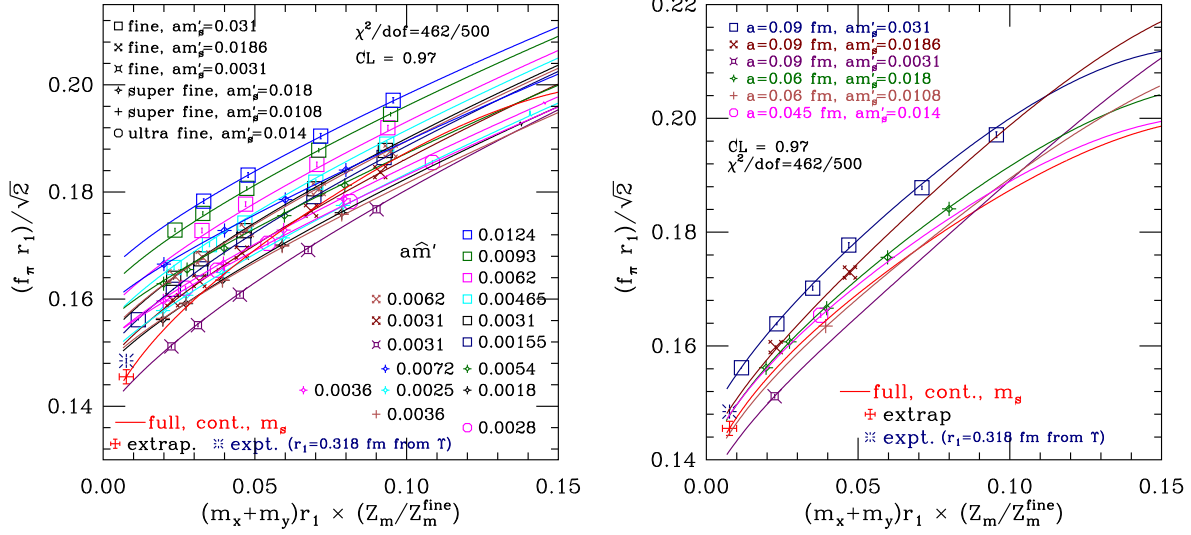 fine, am's=0.031
fine, am's=0.0186
fine, am's=0.0031
super fine, am's=0.018
super fine, am's=0.0108
ultra fine, am's=0.014
χ²/dof=462/500
CL = 0.97
0.20
0.18
0.16
0.14
(fπ r₁)/√2
am̂′
0.0124
0.0093
0.0062
0.00465
0.0031
0.00155
0.0062
0.0031
0.0031
0.0072
0.0054
0.0036
0.0025
0.0018
0.0036
0.0028
full, cont., ms
extrap.
expt. (r₁=0.318 fm from Υ)
0.00
0.05
0.10
0.15
(mx+my)r₁ × (Zm/Zm^fine)
0.22
0.20
0.18
0.16
0.14
(fπ r₁)/√2
a=0.09 fm, am's=0.031
a=0.09 fm, am's=0.0186
a=0.09 fm, am's=0.0031
a=0.06 fm, am's=0.018
a=0.06 fm, am's=0.0108
a=0.045 fm, am's=0.014
CL = 0.97
χ²/dof=462/500
full, cont., ms
extrap
expt. (r₁=0.318 fm from Υ)
0.00
0.05
0.10
0.15
(mx+my)r₁ × (Zm/Zm^fine)